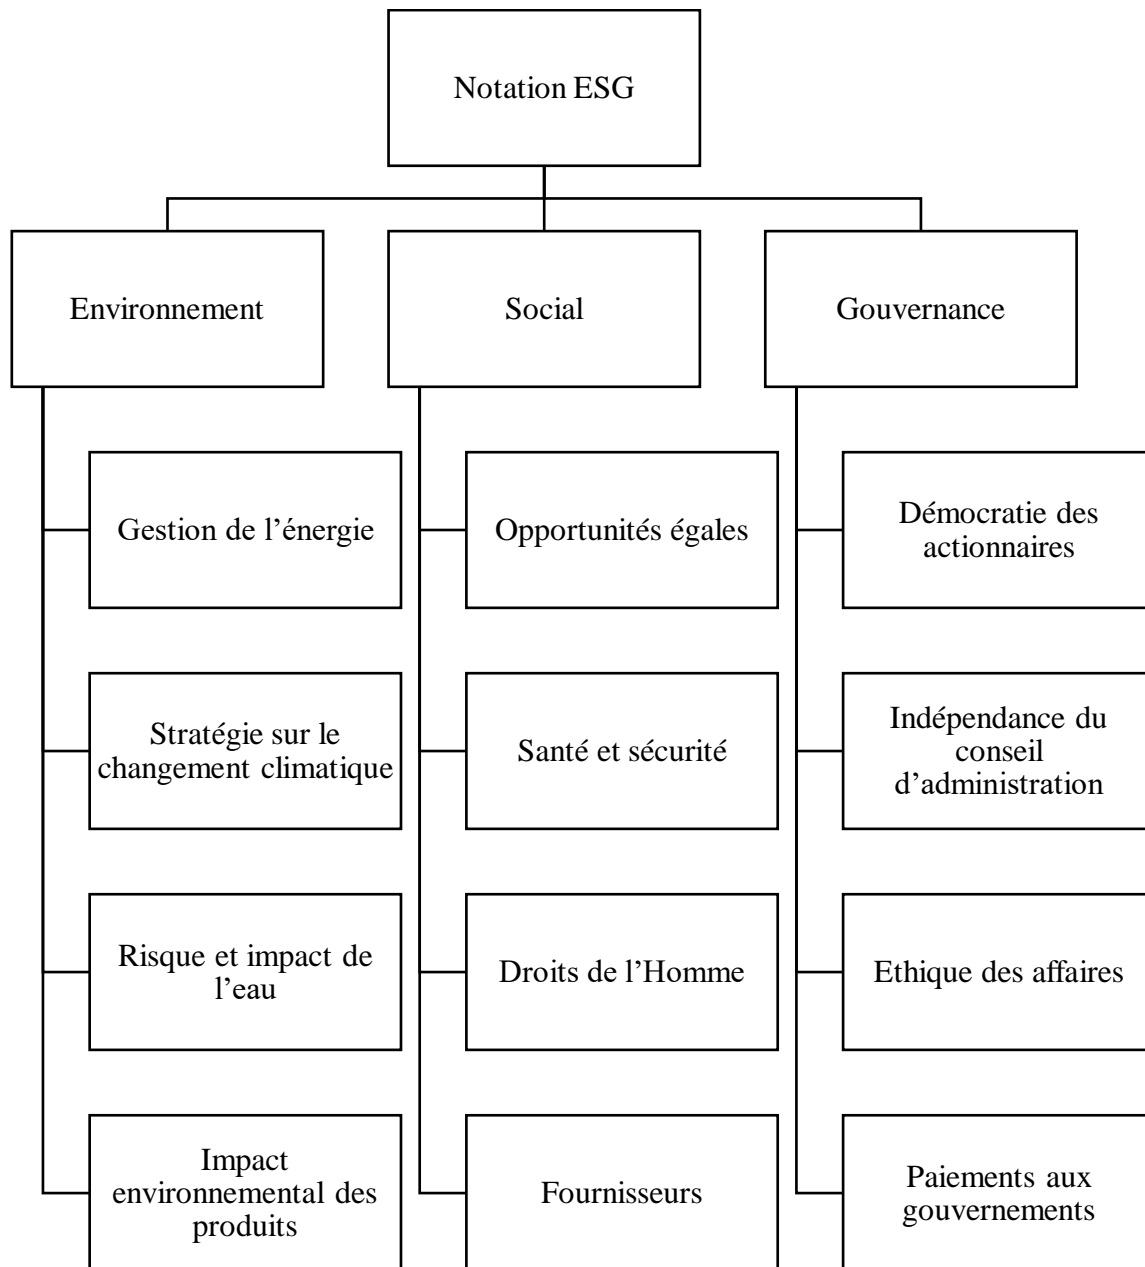 Notation ESG
Environnement
Social
Gouvernance
Gestion de l’énergie
Opportunités égales
Démocratie des
actionnaires
Stratégie sur le
changement climatique
Santé et sécurité
Indépendance du
conseil
d’administration
Risque et impact de
l’eau
Droits de l’Homme
Ethique des affaires
Impact
environnemental des
produits
Fournisseurs
Paiements aux
gouvernements